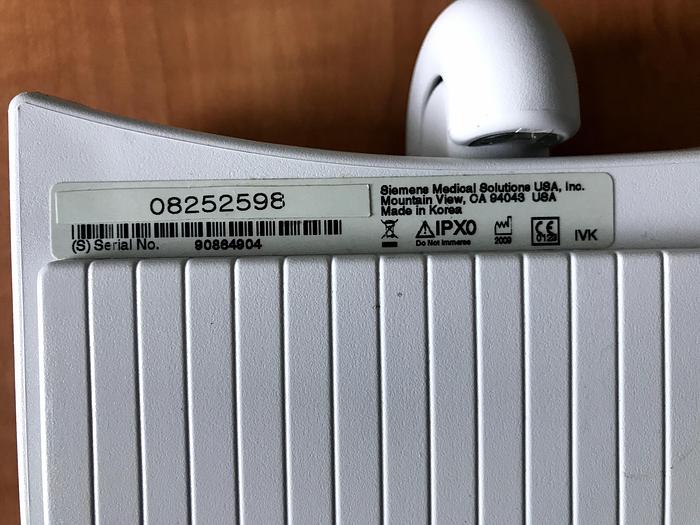 08252598
(S) Serial No. 90864904
Siemens Medical Solutions USA, Inc.
Mountain View, CA 94043 USA
Made in Korea
IPX0
Do Not Immerse
2009
CE
0123
IVK